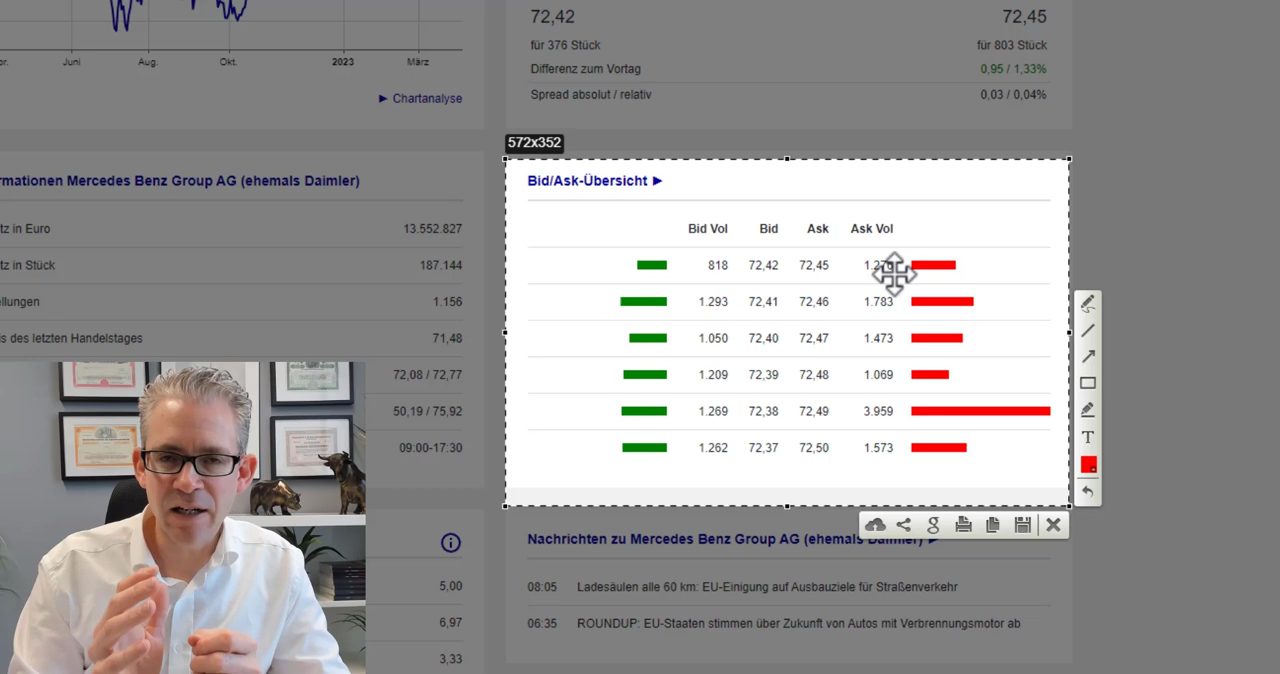 72,42 72,45
für 376 Stück für 803 Stück
Differenz zum Vortag 0,95 / 1,33%
Spread absolut / relativ 0,03 / 0,04%
Juni Aug. Okt. 2023 März
► Chartanalyse
572x352
rmationen Mercedes Benz Group AG (ehemals Daimler)
tz in Euro 13.552.827
tz in Stück 187.144
ellungen 1.156
is des letzten Handelstages 71,48
72,08 / 72,77
50,19 / 75,92
09:00-17:30
Bid/Ask-Übersicht ►
Bid Vol Bid Ask Ask Vol
818 72,42 72,45
1.293 72,41 72,46 1.783
1.050 72,40 72,47 1.473
1.209 72,39 72,48 1.069
1.269 72,38 72,49 3.959
1.262 72,37 72,50 1.573
5,00
6,97
3,33
Nachrichten zu Mercedes Benz Group AG (ehemals Daimler) ►
08:05 Ladesäulen alle 60 km: EU-Einigung auf Ausbauziele für Straßenverkehr
06:35 ROUNDUP: EU-Staaten stimmen über Zukunft von Autos mit Verbrennungsmotor ab